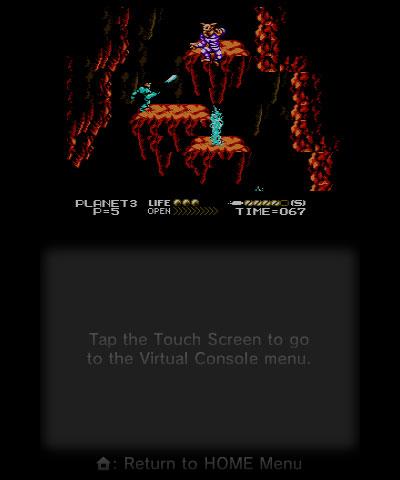 PLANET3 LIFE (S)
P=5 OPEN TIME=067
Tap the Touch Screen to go
to the Virtual Console menu.
: Return to HOME Menu